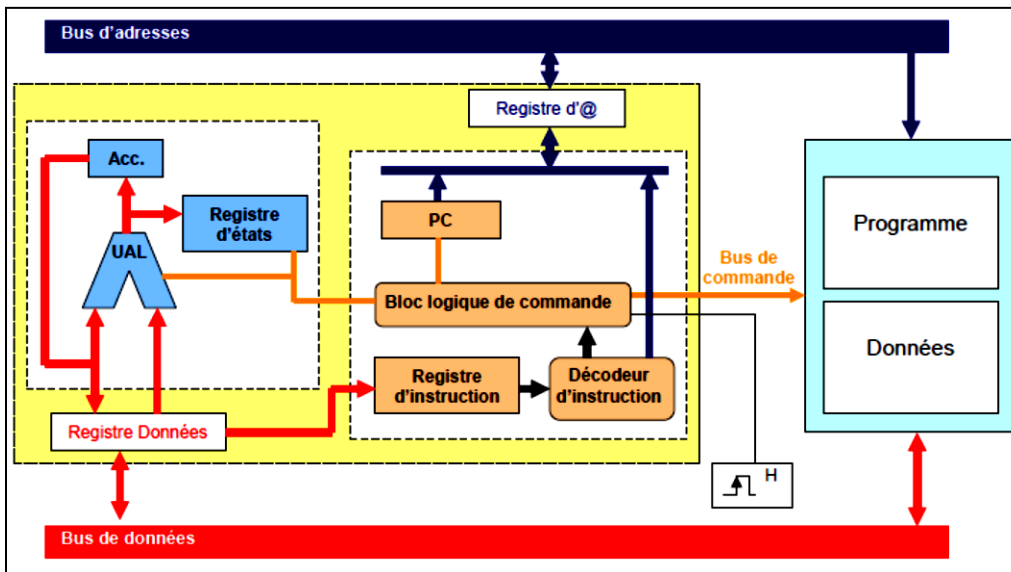 Bus d'adresses
Registre d'@
Acc.
Registre
d'états
UAL
PC
Programme
Bus de
commande
Bloc logique de commande
Données
Registre
d'instruction
Décodeur
d'instruction
Registre Données
H
Bus de données